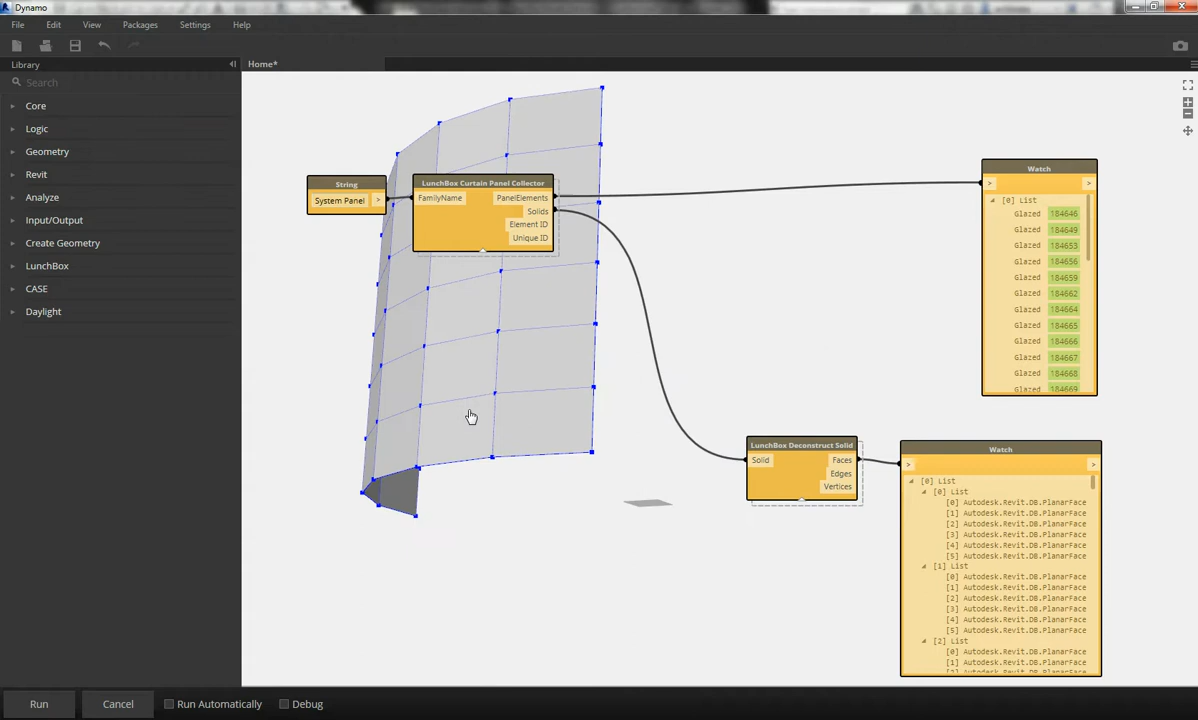 Dynamo
File Edit View Packages Settings Help
Library
Home*
Search
Core
Logic
Geometry
Revit
Analyze
Input/Output
Create Geometry
LunchBox
CASE
Daylight
String
System Panel >
LunchBox Curtain Panel Collector
FamilyName PanelElements
Solids
Element ID
Unique ID
Watch
> >
[0] List
Glazed 184646
Glazed 184649
Glazed 184653
Glazed 184656
Glazed 184659
Glazed 184662
Glazed 184664
Glazed 184665
Glazed 184666
Glazed 184667
Glazed 184668
Glazed 184669
LunchBox Deconstruct Solid
Solid Faces
Edges
Vertices
Watch
> >
[0] List
[0] List
[0] Autodesk.Revit.DB.PlanarFace
[1] Autodesk.Revit.DB.PlanarFace
[2] Autodesk.Revit.DB.PlanarFace
[3] Autodesk.Revit.DB.PlanarFace
[4] Autodesk.Revit.DB.PlanarFace
[5] Autodesk.Revit.DB.PlanarFace
[1] List
[0] Autodesk.Revit.DB.PlanarFace
[1] Autodesk.Revit.DB.PlanarFace
[2] Autodesk.Revit.DB.PlanarFace
[3] Autodesk.Revit.DB.PlanarFace
[4] Autodesk.Revit.DB.PlanarFace
[5] Autodesk.Revit.DB.PlanarFace
[2] List
[0] Autodesk.Revit.DB.PlanarFace
[1] Autodesk.Revit.DB.PlanarFace
Run Cancel Run Automatically Debug